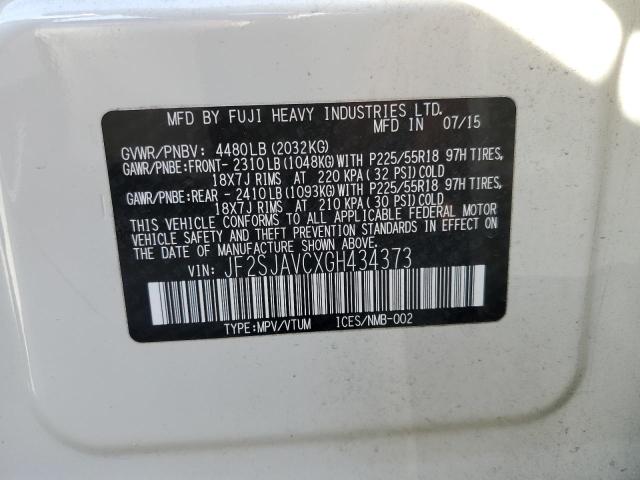 MFD BY FUJI HEAVY INDUSTRIES LTD.
MFD IN 07/15
GVWR/PNBV: 4480LB(2032KG)
GAWR/PNBE:FRONT- 2310LB(1048KG)WITH P225/55R18 97H TIRES,
18X7J RIMS AT 220 KPA(32 PSI)COLD
GAWR/PNBE:REAR - 2410LB(1093KG)WITH P225/55R18 97H TIRES,
18X7J RIMS AT 210 KPA(30 PSI)COLD
THIS VEHICLE CONFORMS TO ALL APPLICABLE FEDERAL MOTOR
VEHICLE SAFETY AND THEFT PREVENTION STANDARDS IN EFFECT ON
THE DATE OF MANUFACTURE SHOWN ABOVE.
VIN: JF2SJAVCXGH434373
TYPE:MPV/VTUM ICES/NMB-002